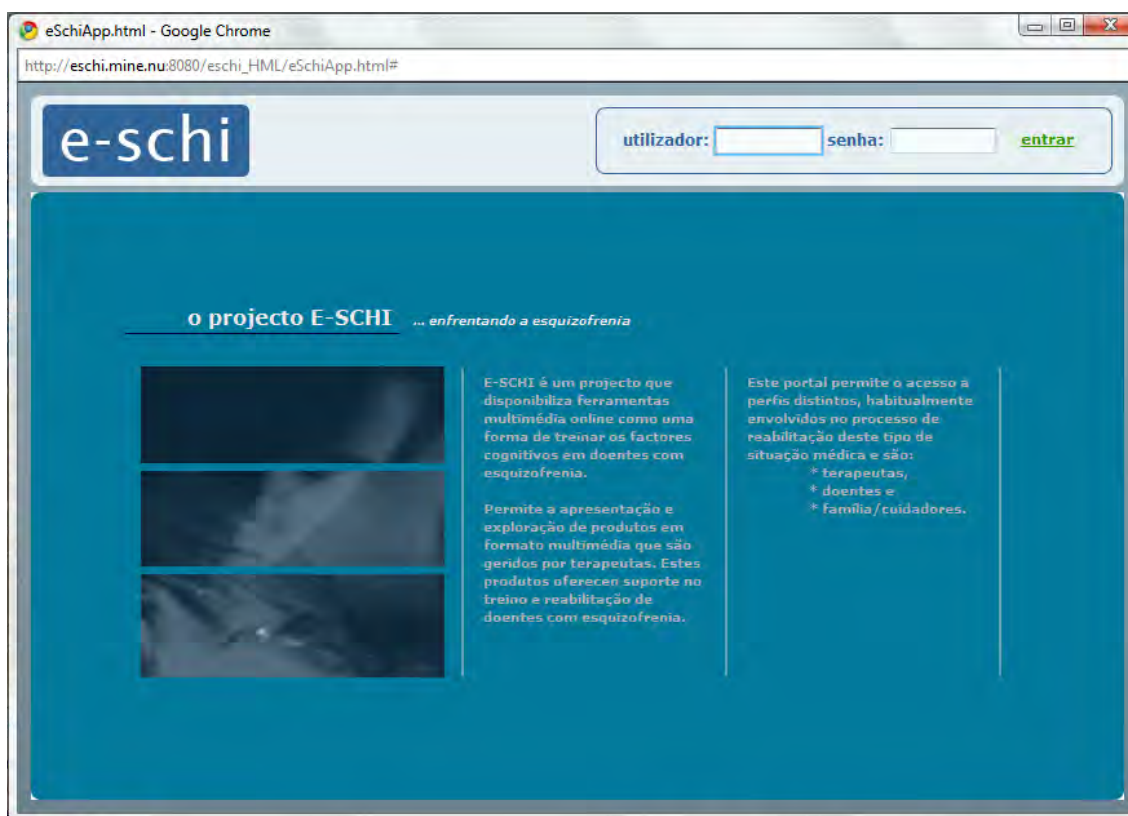 eSchiApp.html - Google Chrome
http://eschi.mine.nu:8080/eschi_HML/eSchiApp.html#
e-schi
utilizador: senha: entrar
o projecto E-SCHI ... enfrentando a esquizofrenia
E-SCHI é um projecto que
disponibiliza ferramentas
multimédia online como uma
forma de treinar os factores
cognitivos em doentes com
esquizofrenia.
Permite a apresentação e
exploração de produtos em
formato multimédia que são
geridos por terapeutas. Estes
produtos oferecen suporte no
treino e reabilitação de
doentes com esquizofrenia.
Este portal permite o acesso a
perfis distintos, habitualmente
envolvidos no processo de
reabilitação deste tipo de
situação médica e são:
* terapeutas,
* doentes e
* família/cuidadores.